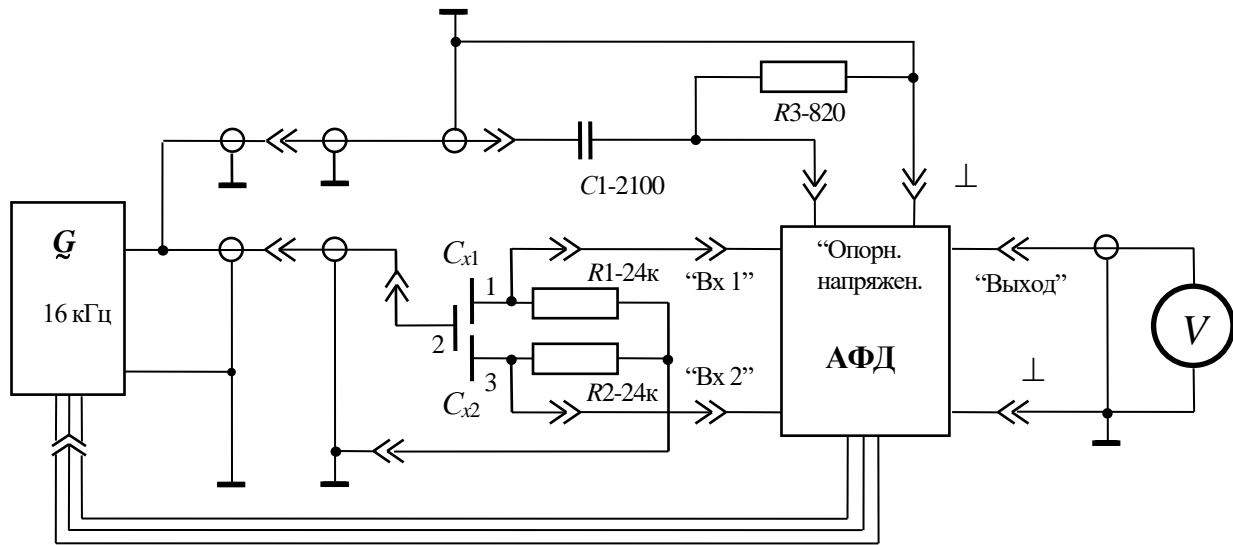 R3-820
C1-2100
⊥
G
~
16 кГц
Cx1
1
R1-24к
“Вх 1”
“Опорн.
напряжен.
“Выход”
2
АФД
V
3
R2-24к
“Вх 2”
⊥
Cx2